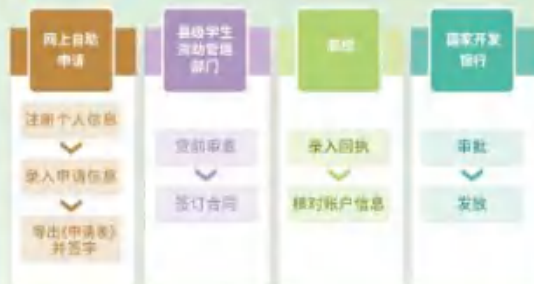 网上自助
申请
注册个人信息
录入申请信息
导出《申请表》
并签字
县级学生
资助管理
部门
贷前审查
签订合同
高校
录入回执
核对账户信息
国家开发
银行
审批
发放